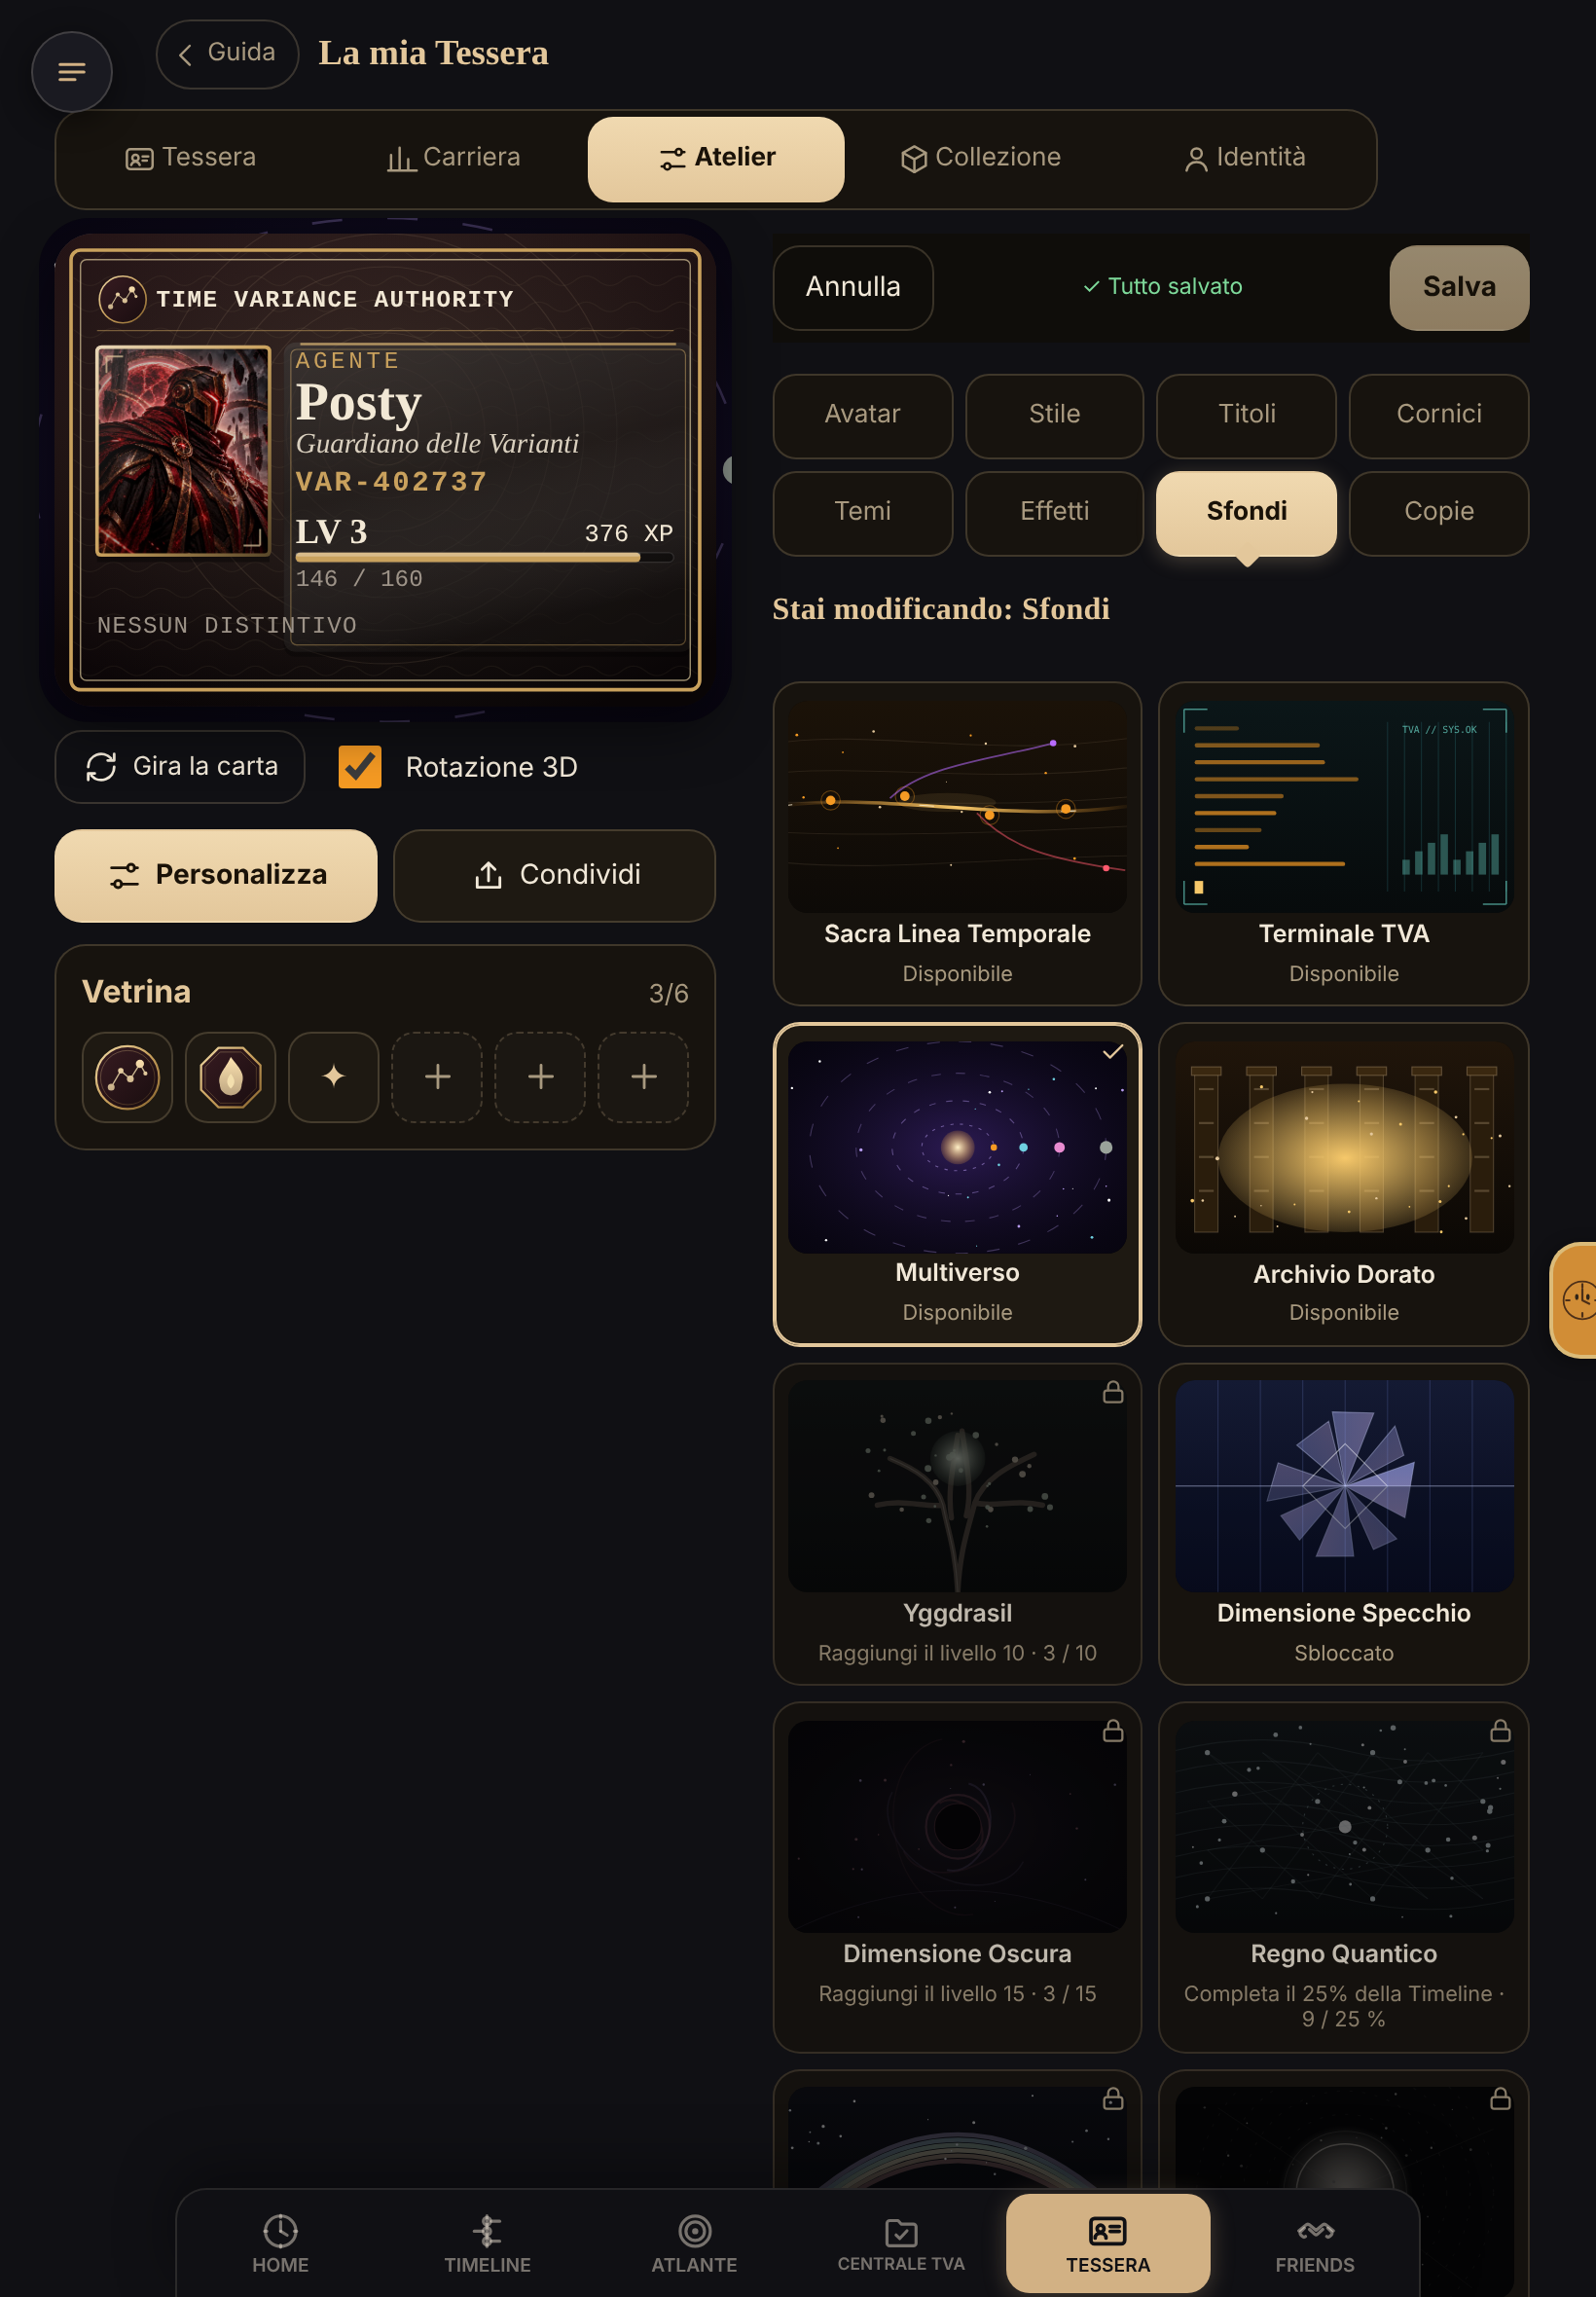 Guida
La mia Tessera
Tessera
Carriera
Atelier
Collezione
Identità
TIME VARIANCE AUTHORITY
AGENTE
Posty
Guardiano delle Varianti
VAR-402737
LV 3
376 XP
146 / 160
NESSUN DISTINTIVO
Gira la carta
Rotazione 3D
Personalizza
Condividi
Vetrina
3/6
Annulla
Tutto salvato
Salva
Avatar
Stile
Titoli
Cornici
Temi
Effetti
Sfondi
Copie
Stai modificando: Sfondi
Sacra Linea Temporale
Disponibile
TVA // SYS.OK
Terminale TVA
Disponibile
Multiverso
Disponibile
Archivio Dorato
Disponibile
Yggdrasil
Raggiungi il livello 10 · 3 / 10
Dimensione Specchio
Sbloccato
Dimensione Oscura
Raggiungi il livello 15 · 3 / 15
Regno Quantico
Completa il 25% della Timeline ·
9 / 25 %
HOME
TIMELINE
ATLANTE
CENTRALE TVA
TESSERA
FRIENDS